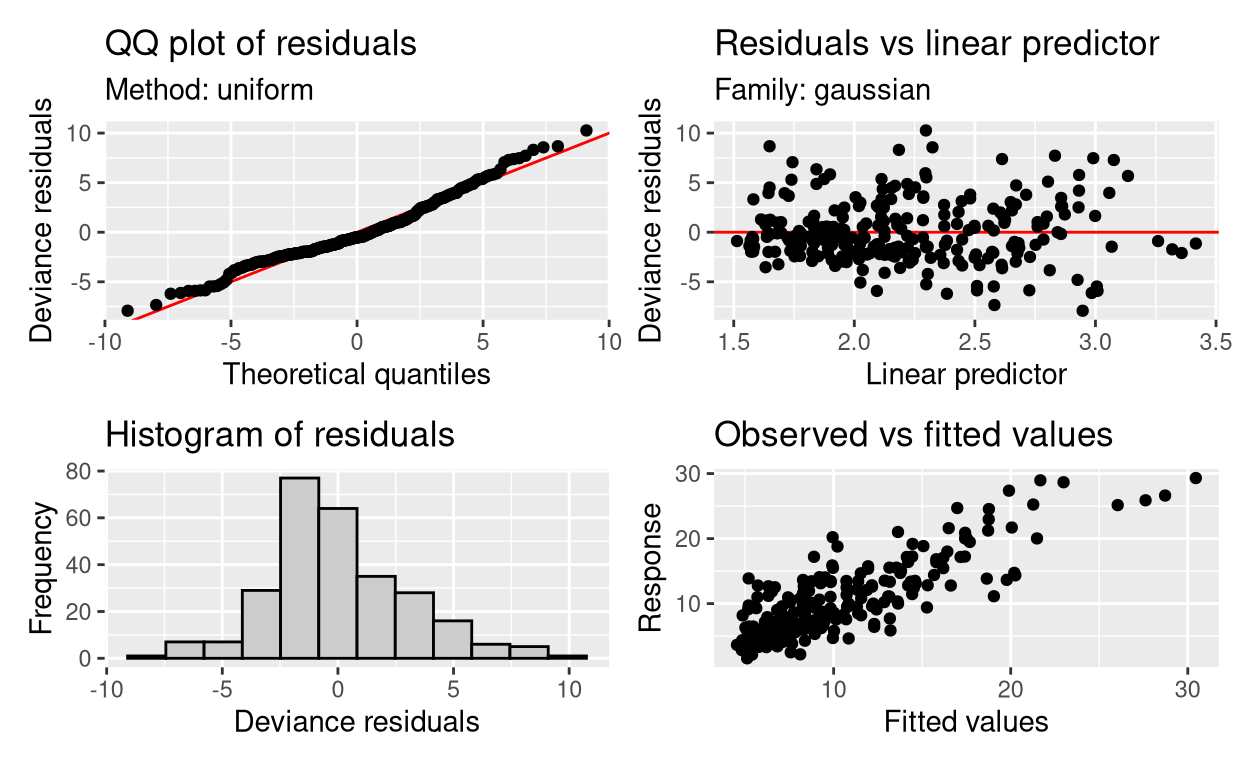 QQ plot of residuals
Method: uniform
Deviance residuals
10
5
0
-5
-10
-5
0
5
10
Theoretical quantiles
Residuals vs linear predictor
Family: gaussian
Deviance residuals
10
5
0
-5
1.5
2.0
2.5
3.0
3.5
Linear predictor
Histogram of residuals
Frequency
80
60
40
20
0
-10
-5
0
5
10
Deviance residuals
Observed vs fitted values
Response
30
20
10
10
20
30
Fitted values